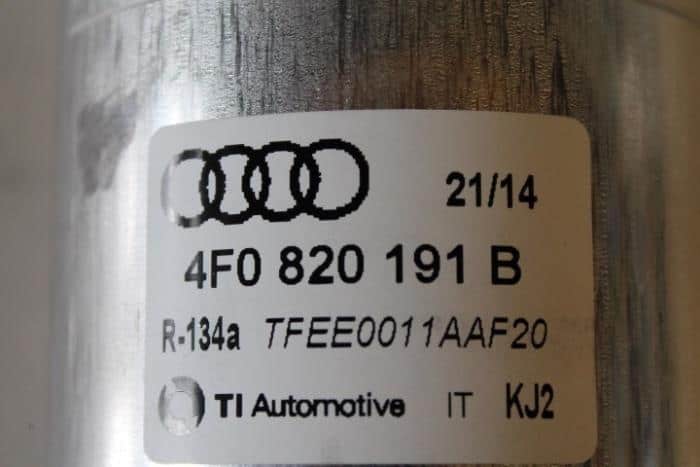 21/14
4F0 820 191 B
R-134a TFEE0011AAF20
TI Automotive IT KJ2